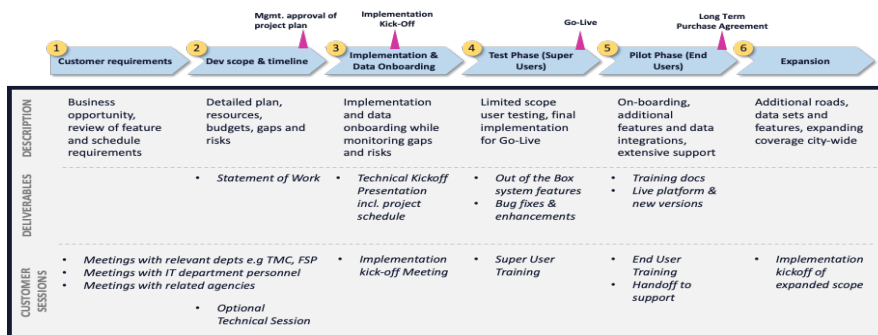 Mgmt. approval of
project plan
Implementation
Kick-Off
Go-Live
Long Term
Purchase Agreement
1
Customer requirements
2
Dev scope & timeline
3
Implementation &
Data Onboarding
4
Test Phase (Super
Users)
5
Pilot Phase (End
Users)
6
Expansion
DESCRIPTION
Business
opportunity,
review of feature
and schedule
requirements
Detailed plan,
resources,
budgets, gaps and
risks
Implementation
and data
onboarding while
monitoring gaps
and risks
Limited scope
user testing, final
implementation
for Go-Live
On-boarding,
additional
features and data
integrations,
extensive support
Additional roads,
data sets and
features, expanding
coverage city-wide
DELIVERABLES
• Statement of Work
• Technical Kickoff
Presentation
incl. project
schedule
• Out of the Box
system features
• Bug fixes &
enhancements
• Training docs
• Live platform &
new versions
CUSTOMER
SESSIONS
• Meetings with relevant depts e.g TMC, FSP
• Meetings with IT department personnel
• Meetings with related agencies
• Optional
Technical Session
• Implementation
kick-off Meeting
• Super User
Training
• End User
Training
• Handoff to
support
• Implementation
kickoff of
expanded scope